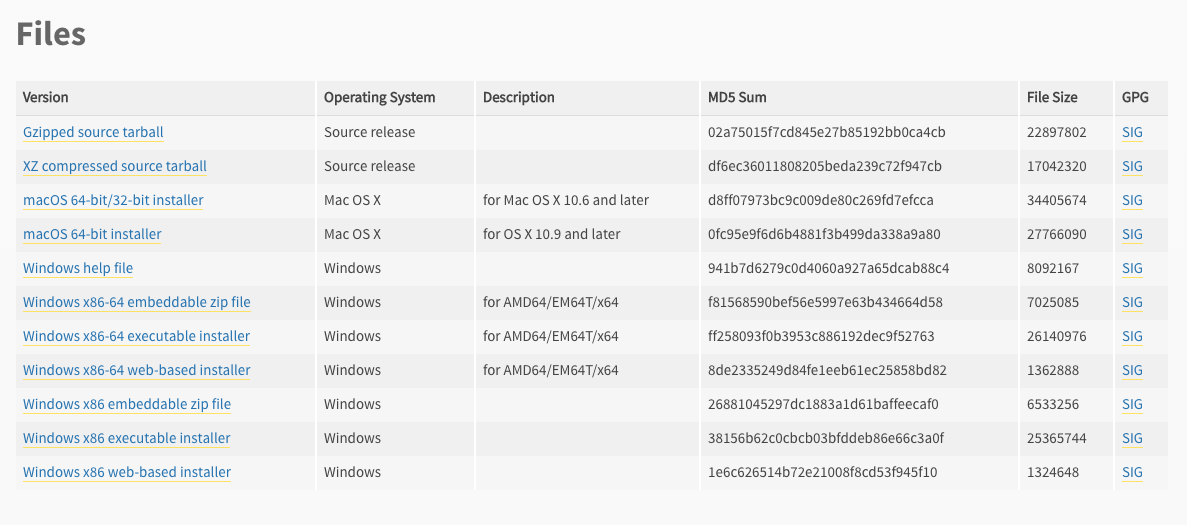 Files
Version Operating System Description MD5 Sum File Size GPG
Gzipped source tarball Source release 02a75015f7cd845e27b85192bb0ca4cb 22897802 SIG
XZ compressed source tarball Source release df6ec36011808205beda239c72f947cb 17042320 SIG
macOS 64-bit/32-bit installer Mac OS X for Mac OS X 10.6 and later d8ff07973bc9c009de80c269fd7efcca 34405674 SIG
macOS 64-bit installer Mac OS X for OS X 10.9 and later 0fc95e9f6d6b4881f3b499da338a9a80 27766090 SIG
Windows help file Windows 941b7d6279c0d4060a927a65dcab88c4 8092167 SIG
Windows x86-64 embeddable zip file Windows for AMD64/EM64T/x64 f81568590bef56e5997e63b434664d58 7025085 SIG
Windows x86-64 executable installer Windows for AMD64/EM64T/x64 ff258093f0b3953c886192dec9f52763 26140976 SIG
Windows x86-64 web-based installer Windows for AMD64/EM64T/x64 8de2335249d84fe1eeb61ec25858bd82 1362888 SIG
Windows x86 embeddable zip file Windows 26881045297dc1883a1d61baffeecaf0 6533256 SIG
Windows x86 executable installer Windows 38156b62c0cbcb03bfddeb86e66c3a0f 25365744 SIG
Windows x86 web-based installer Windows 1e6c626514b72e21008f8cd53f945f10 1324648 SIG